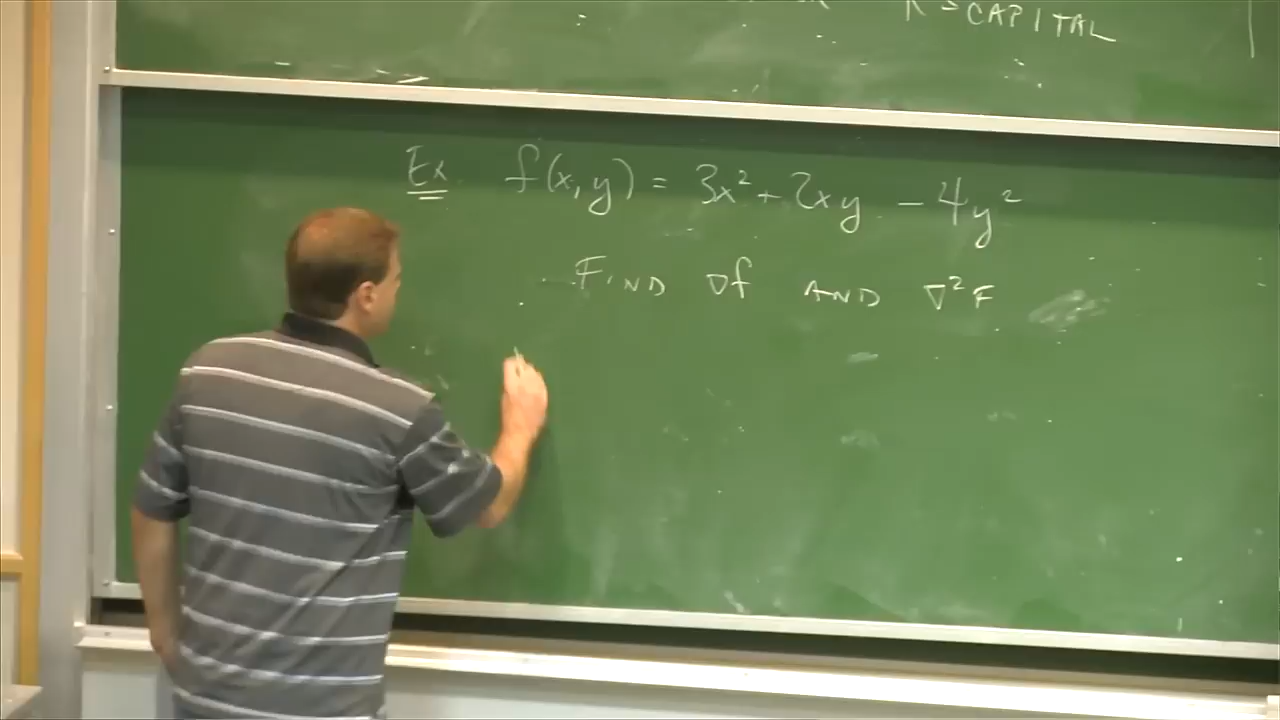 K = CAPITAL
Ex. f(x,y) = 3x² + 2xy - 4y²
FIND ∇f AND ∇²F